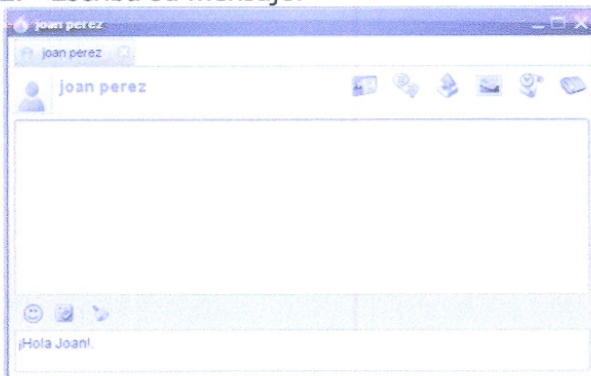 2. Escriba su mensaje.
joan perez
joan perez
joan perez
¡Hola Joan!.